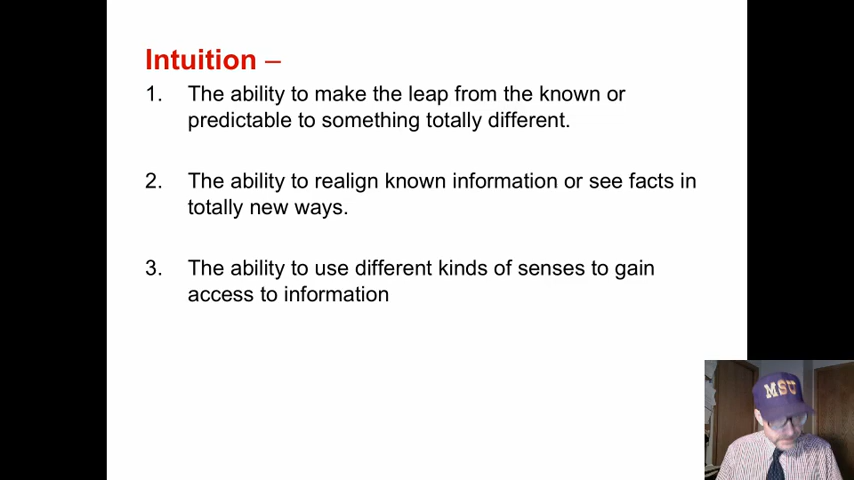 Intuition –
1. The ability to make the leap from the known or
predictable to something totally different.
2. The ability to realign known information or see facts in
totally new ways.
3. The ability to use different kinds of senses to gain
access to information
MSU